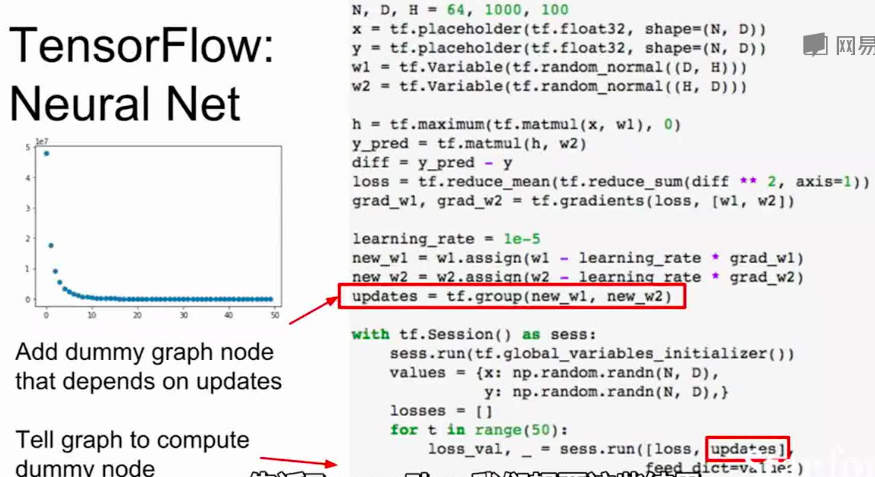 TensorFlow:
Neural Net
1e7
5
4
3
2
1
0
0 10 20 30 40 50
Add dummy graph node
that depends on updates
Tell graph to compute
dummy node
N, D, H = 64, 1000, 100
x = tf.placeholder(tf.float32, shape=(N, D))
y = tf.placeholder(tf.float32, shape=(N, D))
w1 = tf.Variable(tf.random_normal((D, H)))
w2 = tf.Variable(tf.random_normal((H, D)))
h = tf.maximum(tf.matmul(x, w1), 0)
y_pred = tf.matmul(h, w2)
diff = y_pred - y
loss = tf.reduce_mean(tf.reduce_sum(diff ** 2, axis=1))
grad_w1, grad_w2 = tf.gradients(loss, [w1, w2])
learning_rate = 1e-5
new_w1 = w1.assign(w1 - learning_rate * grad_w1)
new_w2 = w2.assign(w2 - learning_rate * grad_w2)
updates = tf.group(new_w1, new_w2)
with tf.Session() as sess:
sess.run(tf.global_variables_initializer())
values = {x: np.random.randn(N, D),
y: np.random.randn(N, D),}
losses = []
for t in range(50):
loss_val, _ = sess.run([loss, updates],
feed_dict=values)
网易